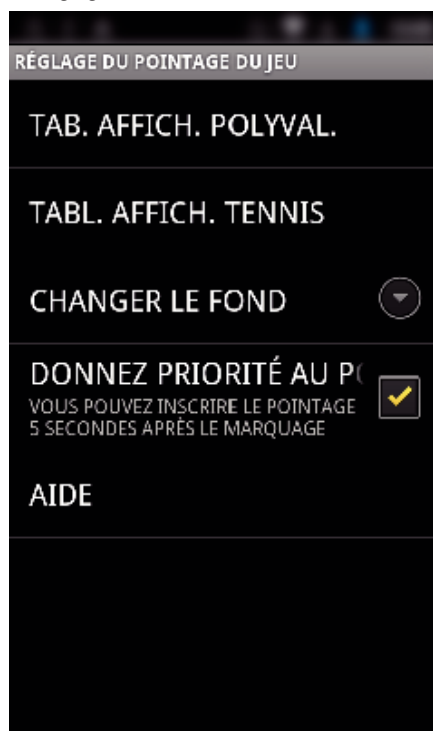 RÉGLAGE DU POINTAGE DU JEU
TAB. AFFICH. POLYVAL.
TABL. AFFICH. TENNIS
CHANGER LE FOND
DONNEZ PRIORITÉ AU
VOUS POUVEZ INSCRIRE LE POINTAGE
5 SECONDES APRÈS LE MARQUAGE
AIDE